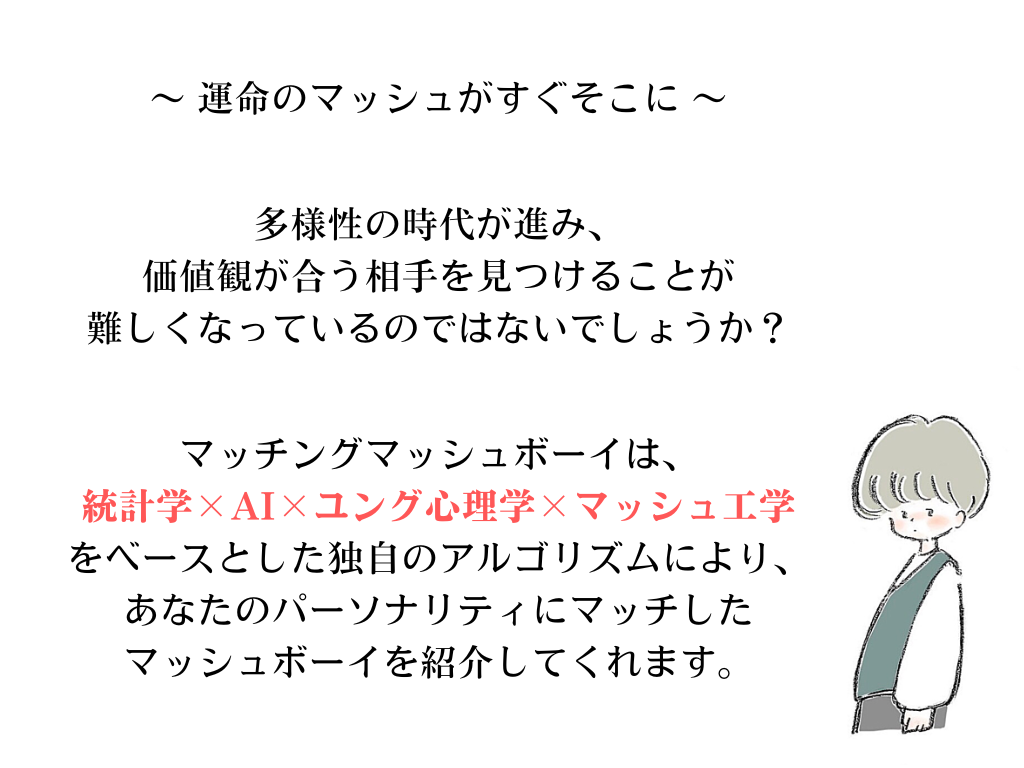 ～ 運命のマッシュがすぐそこに ～
多様性の時代が進み、
価値観が合う相手を見つけることが
難しくなっているのではないでしょうか？
マッチングマッシュボーイは、
統計学×AI×ユング心理学×マッシュ工学
をベースとした独自のアルゴリズムにより、
あなたのパーソナリティにマッチした
マッシュボーイを紹介してくれます。